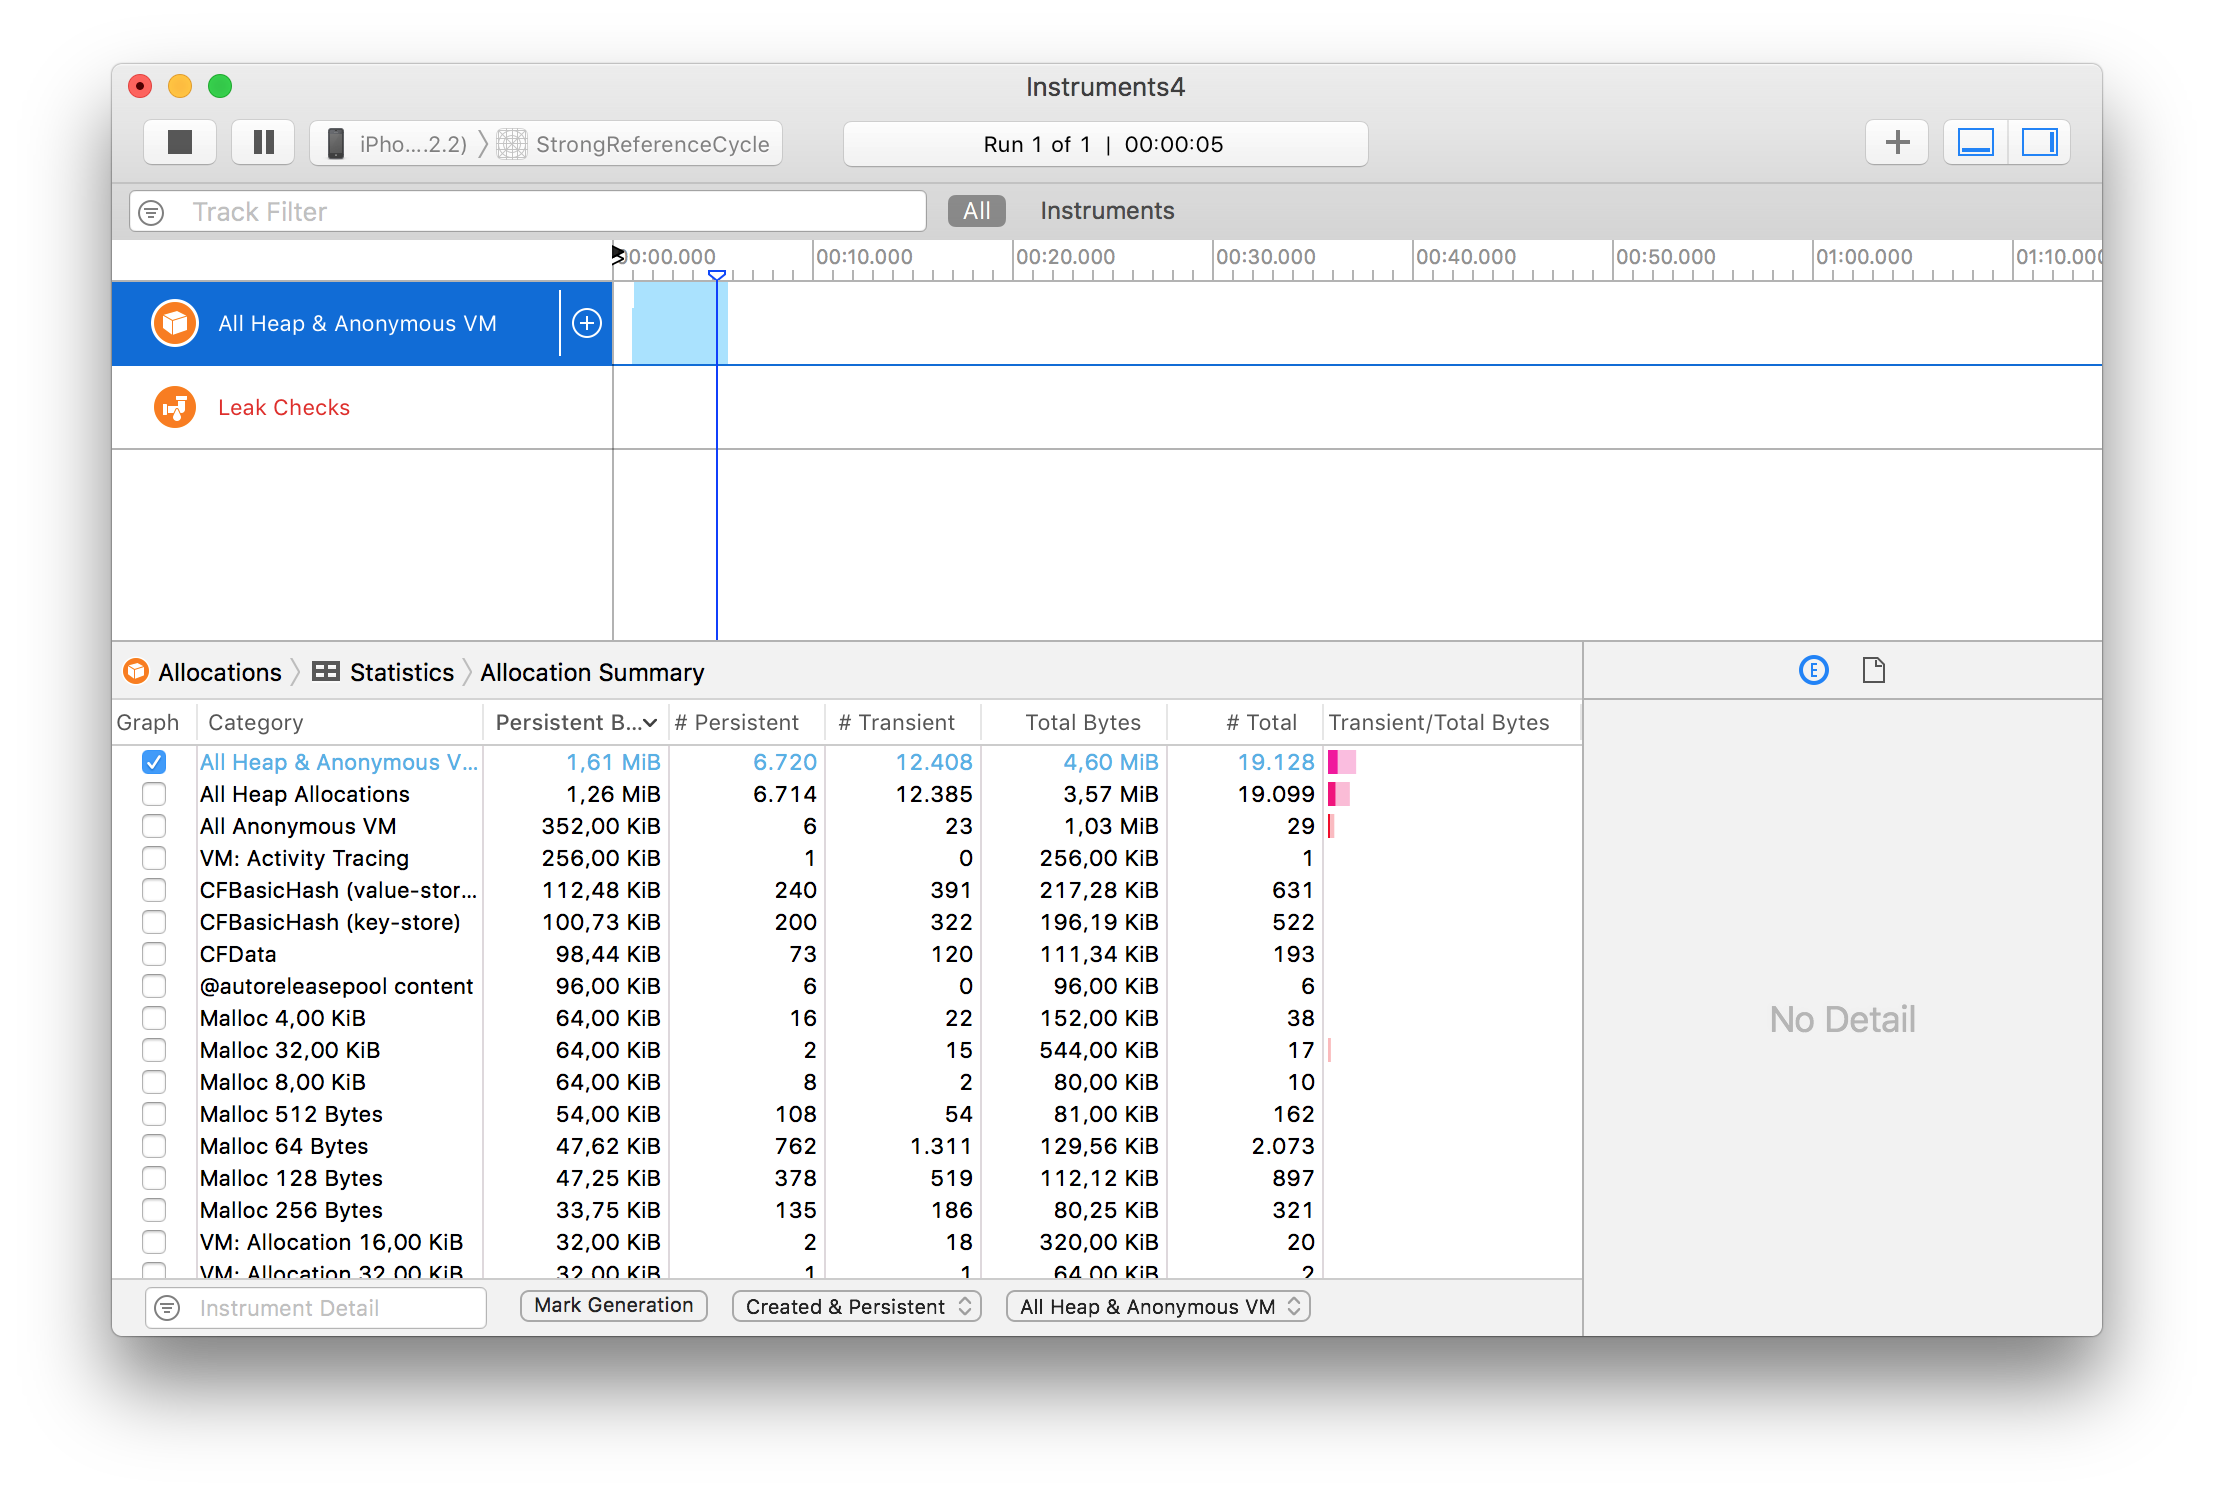 Instruments4
iPho....2.2) StrongReferenceCycle Run 1 of 1 | 00:00:05
Track Filter All Instruments
00:00.000 00:10.000 00:20.000 00:30.000 00:40.000 00:50.000 01:00.000 01:10.000
All Heap & Anonymous VM
Leak Checks
Allocations Statistics Allocation Summary E
Graph Category Persistent B... # Persistent # Transient Total Bytes # Total Transient/Total Bytes
All Heap & Anonymous V... 1,61 MiB 6.720 12.408 4,60 MiB 19.128
All Heap Allocations 1,26 MiB 6.714 12.385 3,57 MiB 19.099
All Anonymous VM 352,00 KiB 6 23 1,03 MiB 29
VM: Activity Tracing 256,00 KiB 1 0 256,00 KiB 1
CFBasicHash (value-stor... 112,48 KiB 240 391 217,28 KiB 631
CFBasicHash (key-store) 100,73 KiB 200 322 196,19 KiB 522
CFData 98,44 KiB 73 120 111,34 KiB 193
@autoreleasepool content 96,00 KiB 6 0 96,00 KiB 6
Malloc 4,00 KiB 64,00 KiB 16 22 152,00 KiB 38
Malloc 32,00 KiB 64,00 KiB 2 15 544,00 KiB 17
Malloc 8,00 KiB 64,00 KiB 8 2 80,00 KiB 10
Malloc 512 Bytes 54,00 KiB 108 54 81,00 KiB 162
Malloc 64 Bytes 47,62 KiB 762 1.311 129,56 KiB 2.073
Malloc 128 Bytes 47,25 KiB 378 519 112,12 KiB 897
Malloc 256 Bytes 33,75 KiB 135 186 80,25 KiB 321
VM: Allocation 16,00 KiB 32,00 KiB 2 18 320,00 KiB 20
VM: Allocation 32,00 KiB 32,00 KiB 1 1 64,00 KiB 2
No Detail
Instrument Detail Mark Generation Created & Persistent All Heap & Anonymous VM